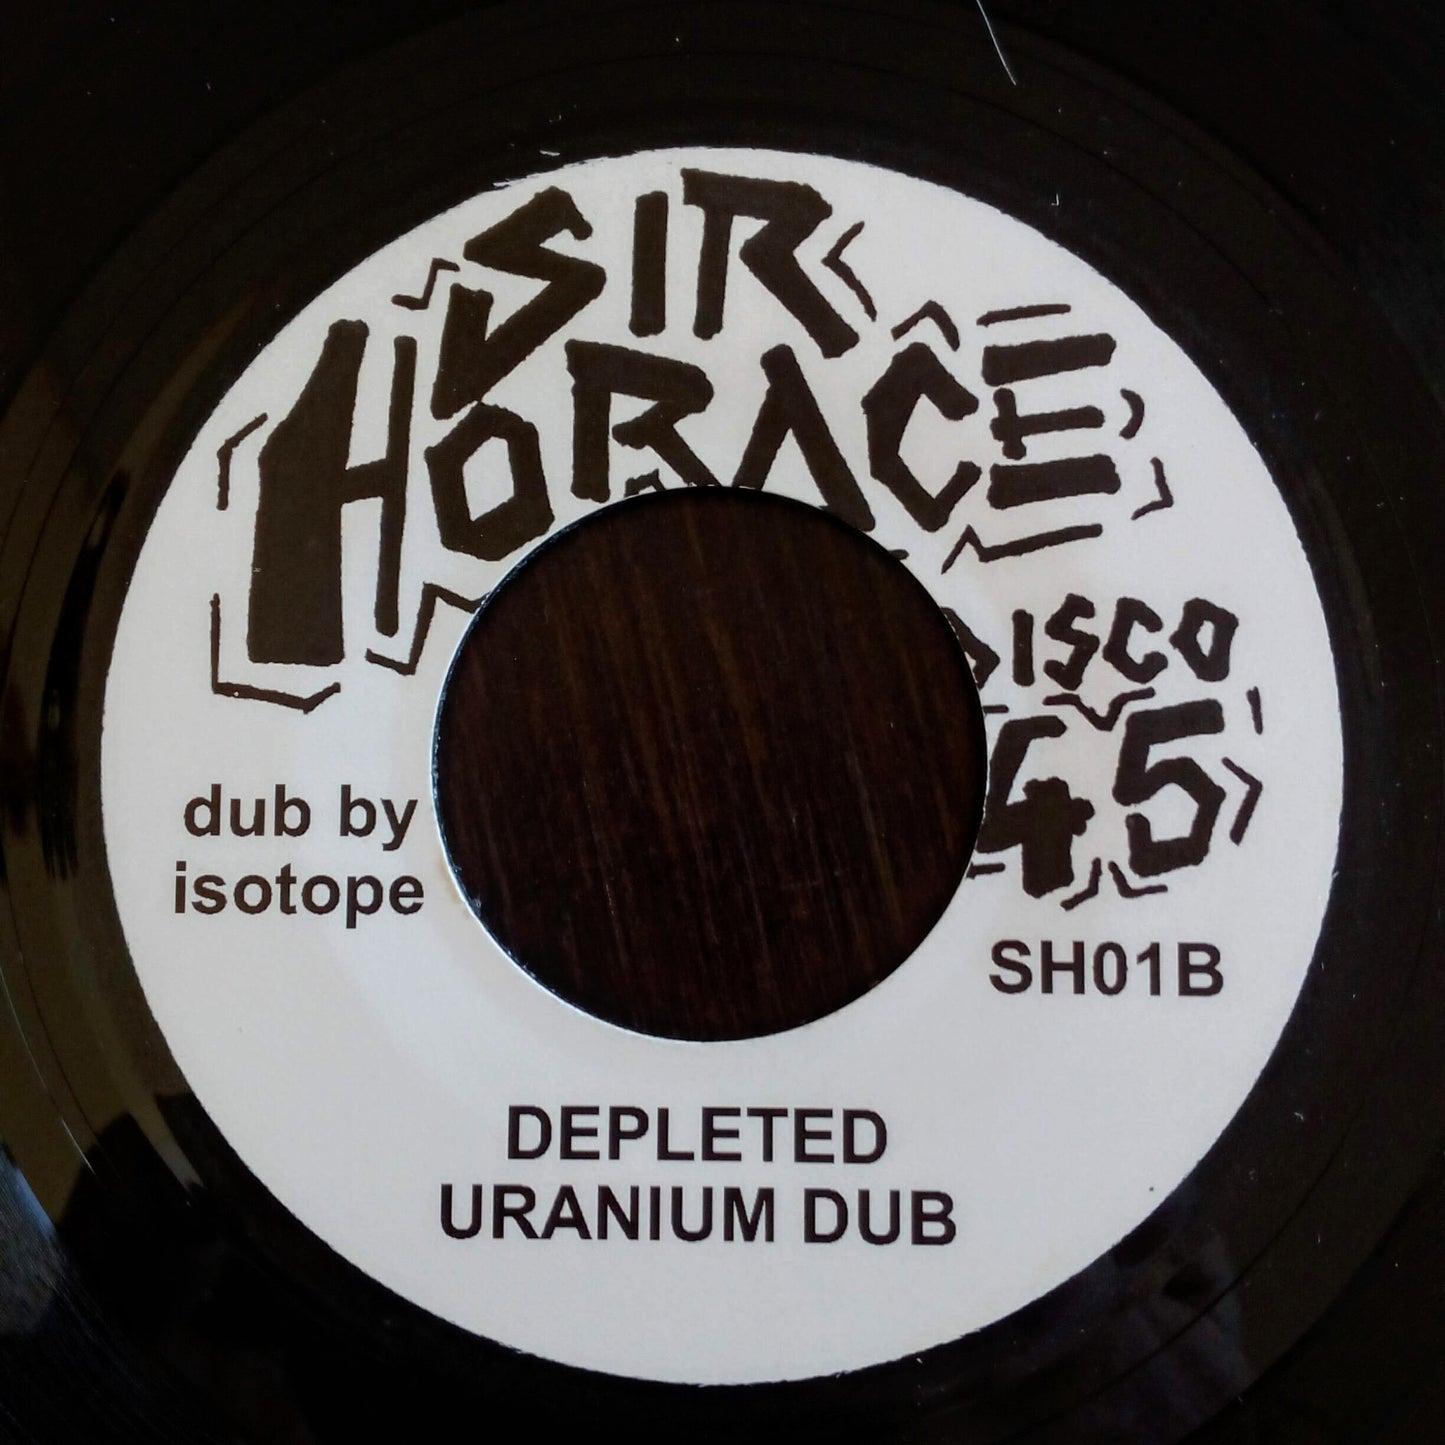 SIR
HORACE
DISCO
45
dub by
isotope
SH01B
DEPLETED
URANIUM DUB